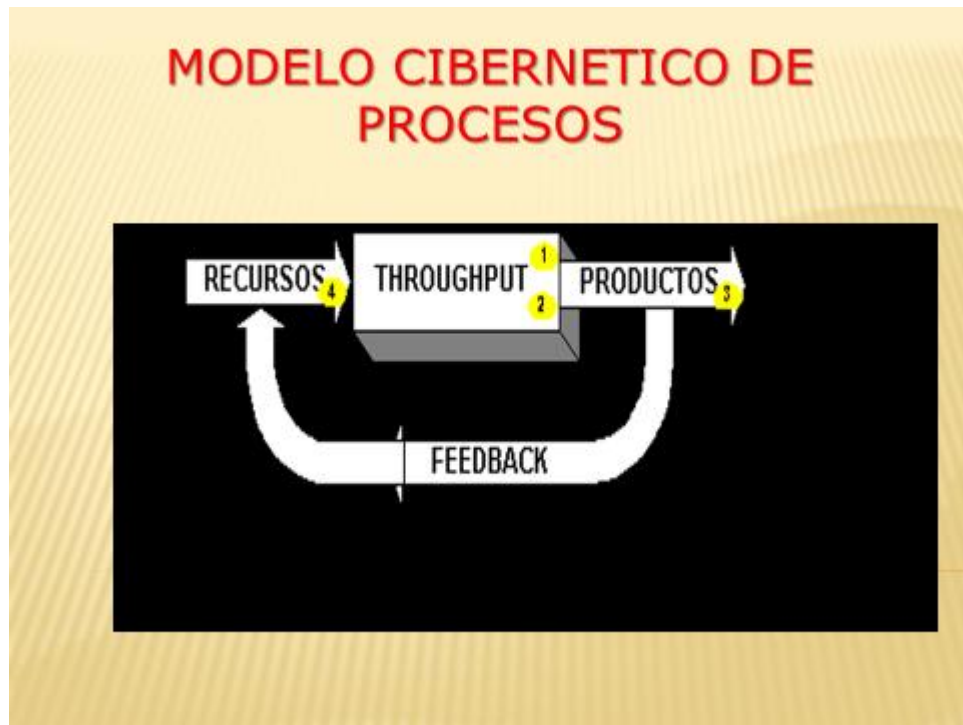 MODELO CIBERNETICO DE
PROCESOS
RECURSOS 4 THROUGHPUT 1 2 PRODUCTOS 3
FEEDBACK